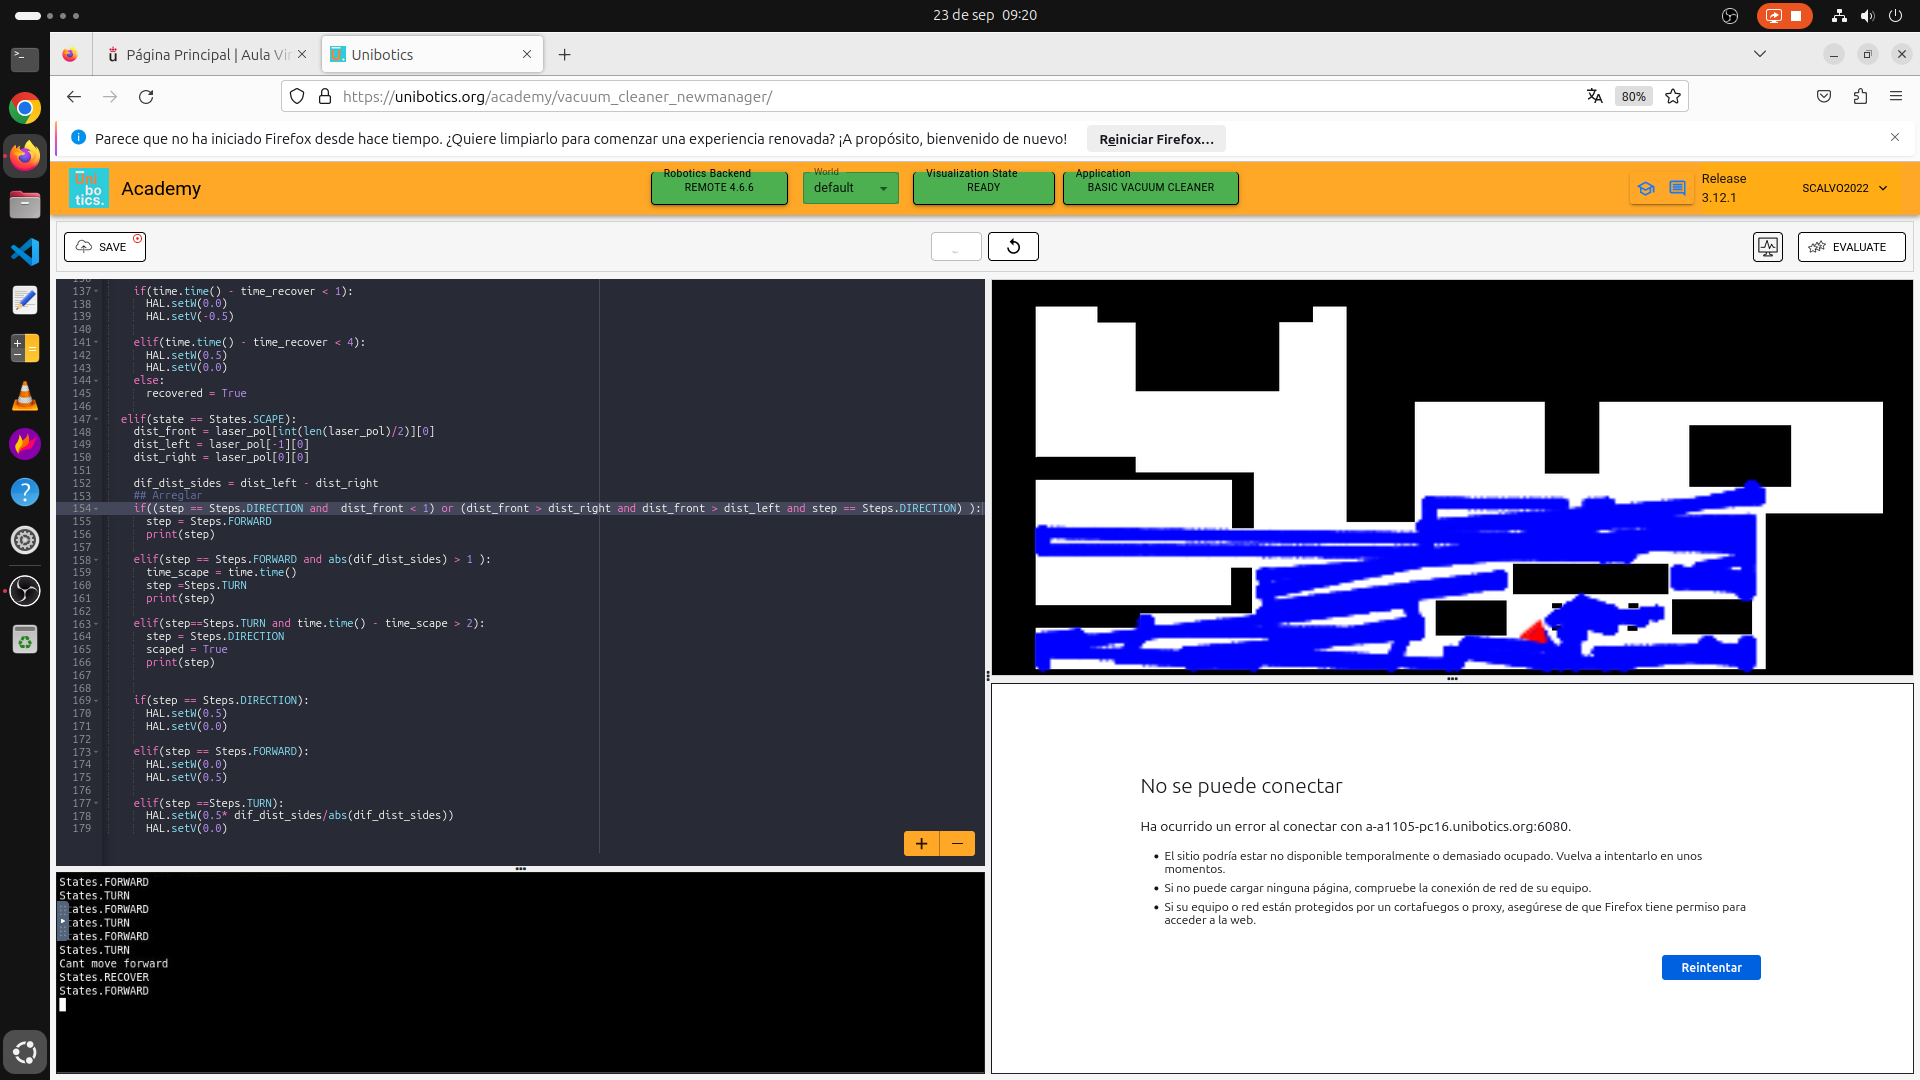 23 de sep 09:20
Página Principal | Aula Vir
Unibotics
https://unibotics.org/academy/vacuum_cleaner_newmanager/
80%
Parece que no ha iniciado Firefox desde hace tiempo. ¿Quiere limpiarlo para comenzar una experiencia renovada? ¡A propósito, bienvenido de nuevo!
Reiniciar Firefox…
Uni
bo
tics.
Academy
Robotics Backend
REMOTE 4.6.6
World
default
Visualization State
READY
Application
BASIC VACUUM CLEANER
Release
3.12.1
SCALVO2022
SAVE
EVALUATE
137 if(time.time() - time_recover < 1):
138 HAL.setW(0.0)
139 HAL.setV(-0.5)
140
141 elif(time.time() - time_recover < 4):
142 HAL.setW(0.5)
143 HAL.setV(0.0)
144 else:
145 recovered = True
146
147 elif(state == States.SCAPE):
148 dist_front = laser_pol[int(len(laser_pol)/2)][0]
149 dist_left = laser_pol[-1][0]
150 dist_right = laser_pol[0][0]
151
152 dif_dist_sides = dist_left - dist_right
153 ## Arreglar
154 if((step == Steps.DIRECTION and  dist_front < 1) or (dist_front > dist_right and dist_front > dist_left and step == Steps.DIRECTION) ):
155 step = Steps.FORWARD
156 print(step)
157
158 elif(step == Steps.FORWARD and abs(dif_dist_sides) > 1 ):
159 time_scape = time.time()
160 step =Steps.TURN
161 print(step)
162
163 elif(step==Steps.TURN and time.time() - time_scape > 2):
164 step = Steps.DIRECTION
165 scaped = True
166 print(step)
167
168
169 if(step == Steps.DIRECTION):
170 HAL.setW(0.5)
171 HAL.setV(0.0)
172
173 elif(step == Steps.FORWARD):
174 HAL.setW(0.0)
175 HAL.setV(0.5)
176
177 elif(step ==Steps.TURN):
178 HAL.setW(0.5* dif_dist_sides/abs(dif_dist_sides))
179 HAL.setV(0.0)
States.FORWARD
States.TURN
tates.FORWARD
tates.TURN
tates.FORWARD
States.TURN
Cant move forward
States.RECOVER
States.FORWARD
No se puede conectar
Ha ocurrido un error al conectar con a-a1105-pc16.unibotics.org:6080.
• El sitio podría estar no disponible temporalmente o demasiado ocupado. Vuelva a intentarlo en unos
momentos.
• Si no puede cargar ninguna página, compruebe la conexión de red de su equipo.
• Si su equipo o red están protegidos por un cortafuegos o proxy, asegúrese de que Firefox tiene permiso para
acceder a la web.
Reintentar